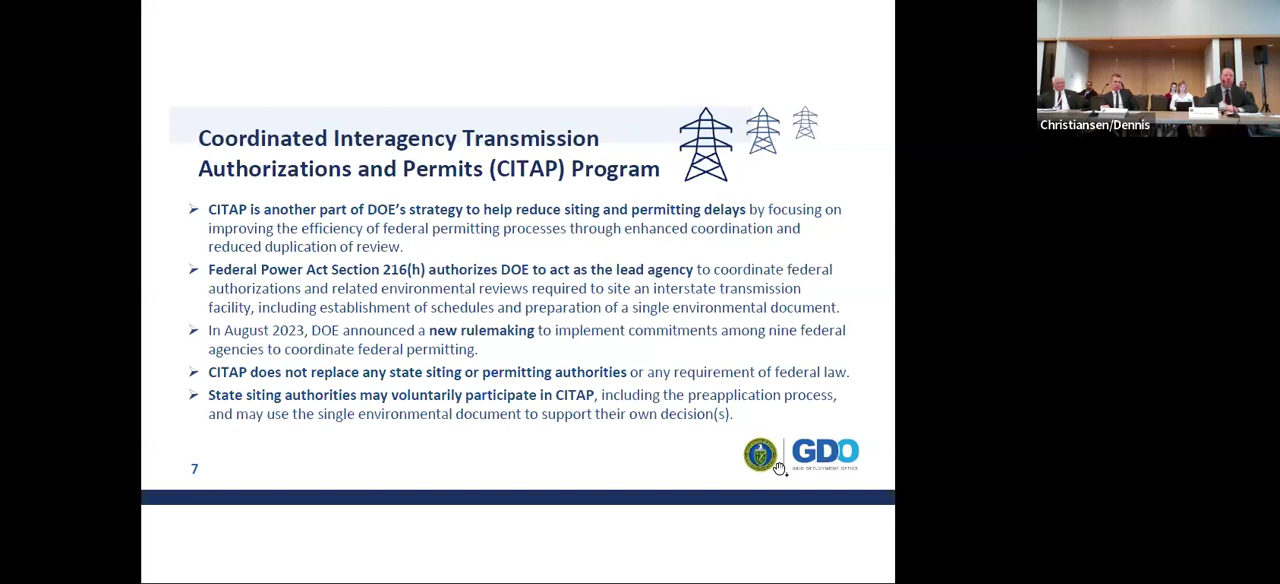 Coordinated Interagency Transmission
Authorizations and Permits (CITAP) Program
➢ CITAP is another part of DOE's strategy to help reduce siting and permitting delays by focusing on
improving the efficiency of federal permitting processes through enhanced coordination and
reduced duplication of review.
➢ Federal Power Act Section 216(h) authorizes DOE to act as the lead agency to coordinate federal
authorizations and related environmental reviews required to site an interstate transmission
facility, including establishment of schedules and preparation of a single environmental document.
➢ In August 2023, DOE announced a new rulemaking to implement commitments among nine federal
agencies to coordinate federal permitting.
➢ CITAP does not replace any state siting or permitting authorities or any requirement of federal law.
➢ State siting authorities may voluntarily participate in CITAP, including the preapplication process,
and may use the single environmental document to support their own decision(s).
7
GDO
GRID DEPLOYMENT OFFICE
Christiansen/Dennis